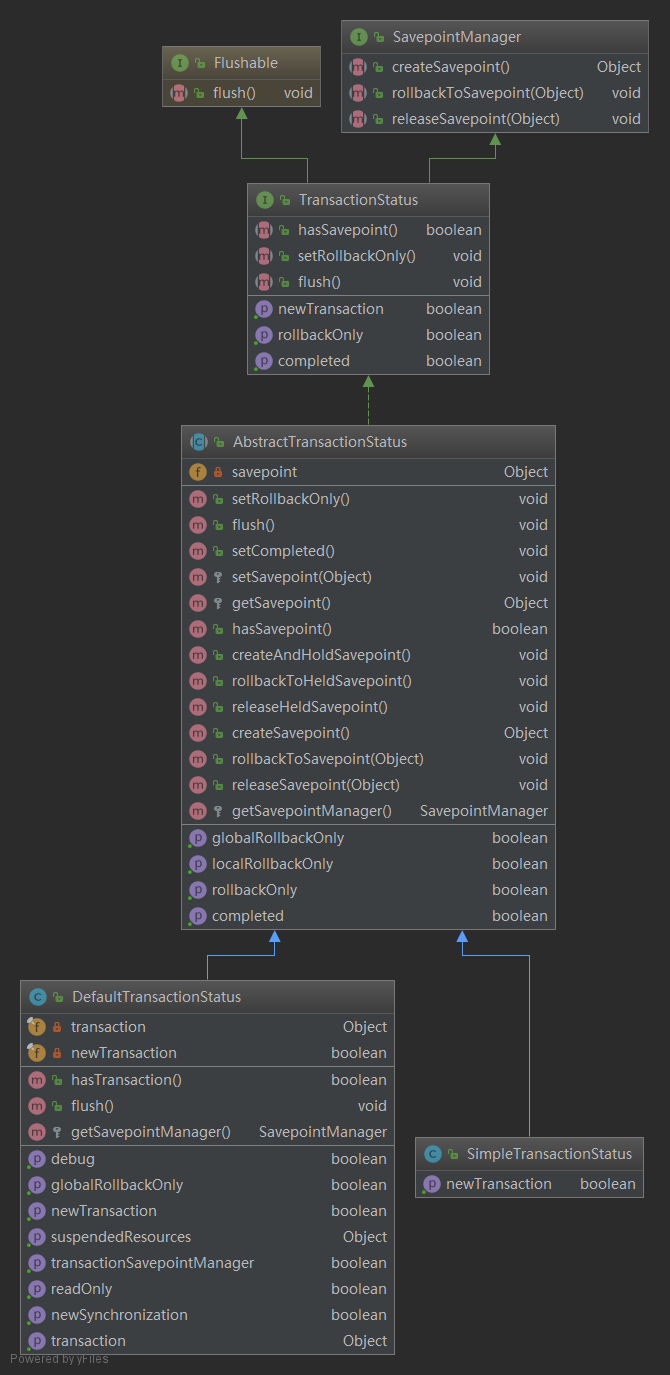 I Flushable
m flush() void
I SavepointManager
m createSavepoint() Object
m rollbackToSavepoint(Object) void
m releaseSavepoint(Object) void
I TransactionStatus
m hasSavepoint() boolean
m setRollbackOnly() void
m flush() void
p newTransaction boolean
p rollbackOnly boolean
p completed boolean
C AbstractTransactionStatus
f savepoint Object
m setRollbackOnly() void
m flush() void
m setCompleted() void
m setSavepoint(Object) void
m getSavepoint() Object
m hasSavepoint() boolean
m createAndHoldSavepoint() void
m rollbackToHeldSavepoint() void
m releaseHeldSavepoint() void
m createSavepoint() Object
m rollbackToSavepoint(Object) void
m releaseSavepoint(Object) void
m getSavepointManager() SavepointManager
p globalRollbackOnly boolean
p localRollbackOnly boolean
p rollbackOnly boolean
p completed boolean
C DefaultTransactionStatus
f transaction Object
f newTransaction boolean
m hasTransaction() boolean
m flush() void
m getSavepointManager() SavepointManager
p debug boolean
p globalRollbackOnly boolean
p newTransaction boolean
p suspendedResources Object
p transactionSavepointManager boolean
p readOnly boolean
p newSynchronization boolean
p transaction Object
C SimpleTransactionStatus
p newTransaction boolean
Powered by yFiles